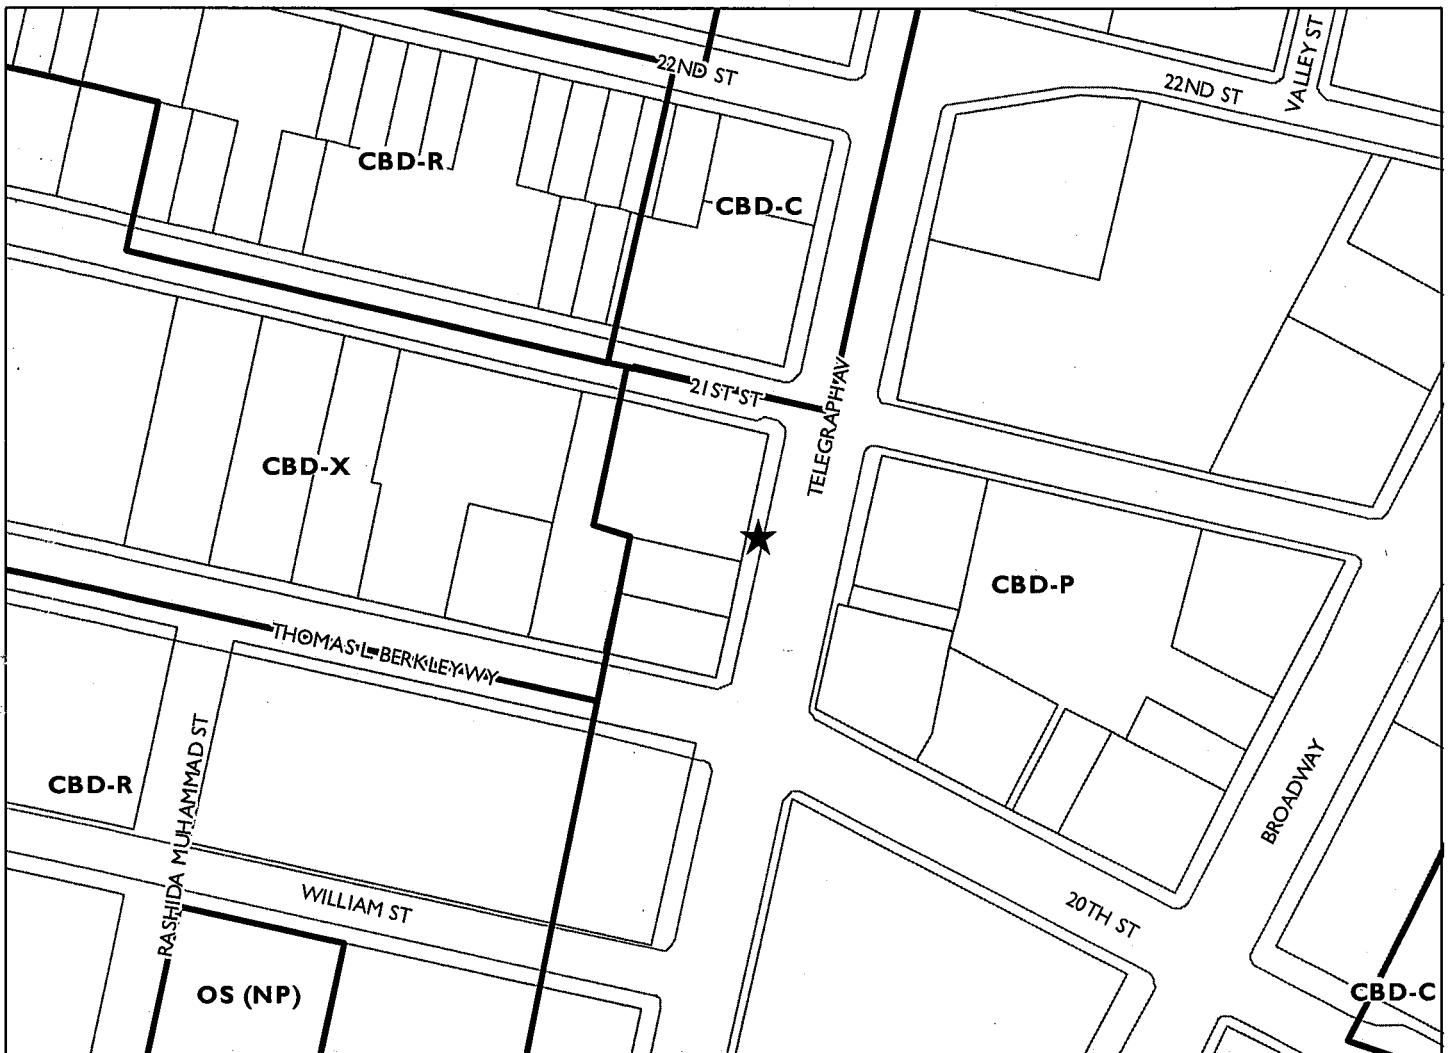 22ND ST
22ND ST
VALLEY ST
CBD-R
CBD-C
21ST ST
TELEGRAPH AV
CBD-X
CBD-P
THOMAS L BERKLEY WY
RASHIDA MUHAMMAD ST
CBD-R
BROADWAY
WILLIAM ST
20TH ST
OS (NP)
CBD-C